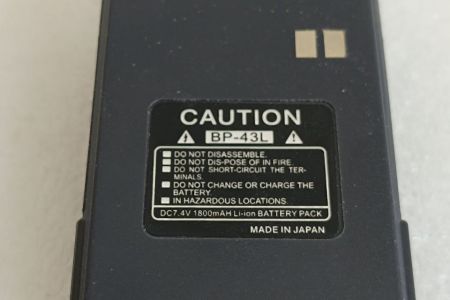 CAUTION
BP-43L
DO NOT DISASSEMBLE.
DO NOT DIS-POSE OF IN FIRE.
DO NOT SHORT-CIRCUIT THE TER-
MINALS.
DO NOT CHANGE OR CHARGE THE
BATTERY.
IN HAZARDOUS LOCATIONS.
DC7.4V 1800mAH Li-ion BATTERY PACK
MADE IN JAPAN